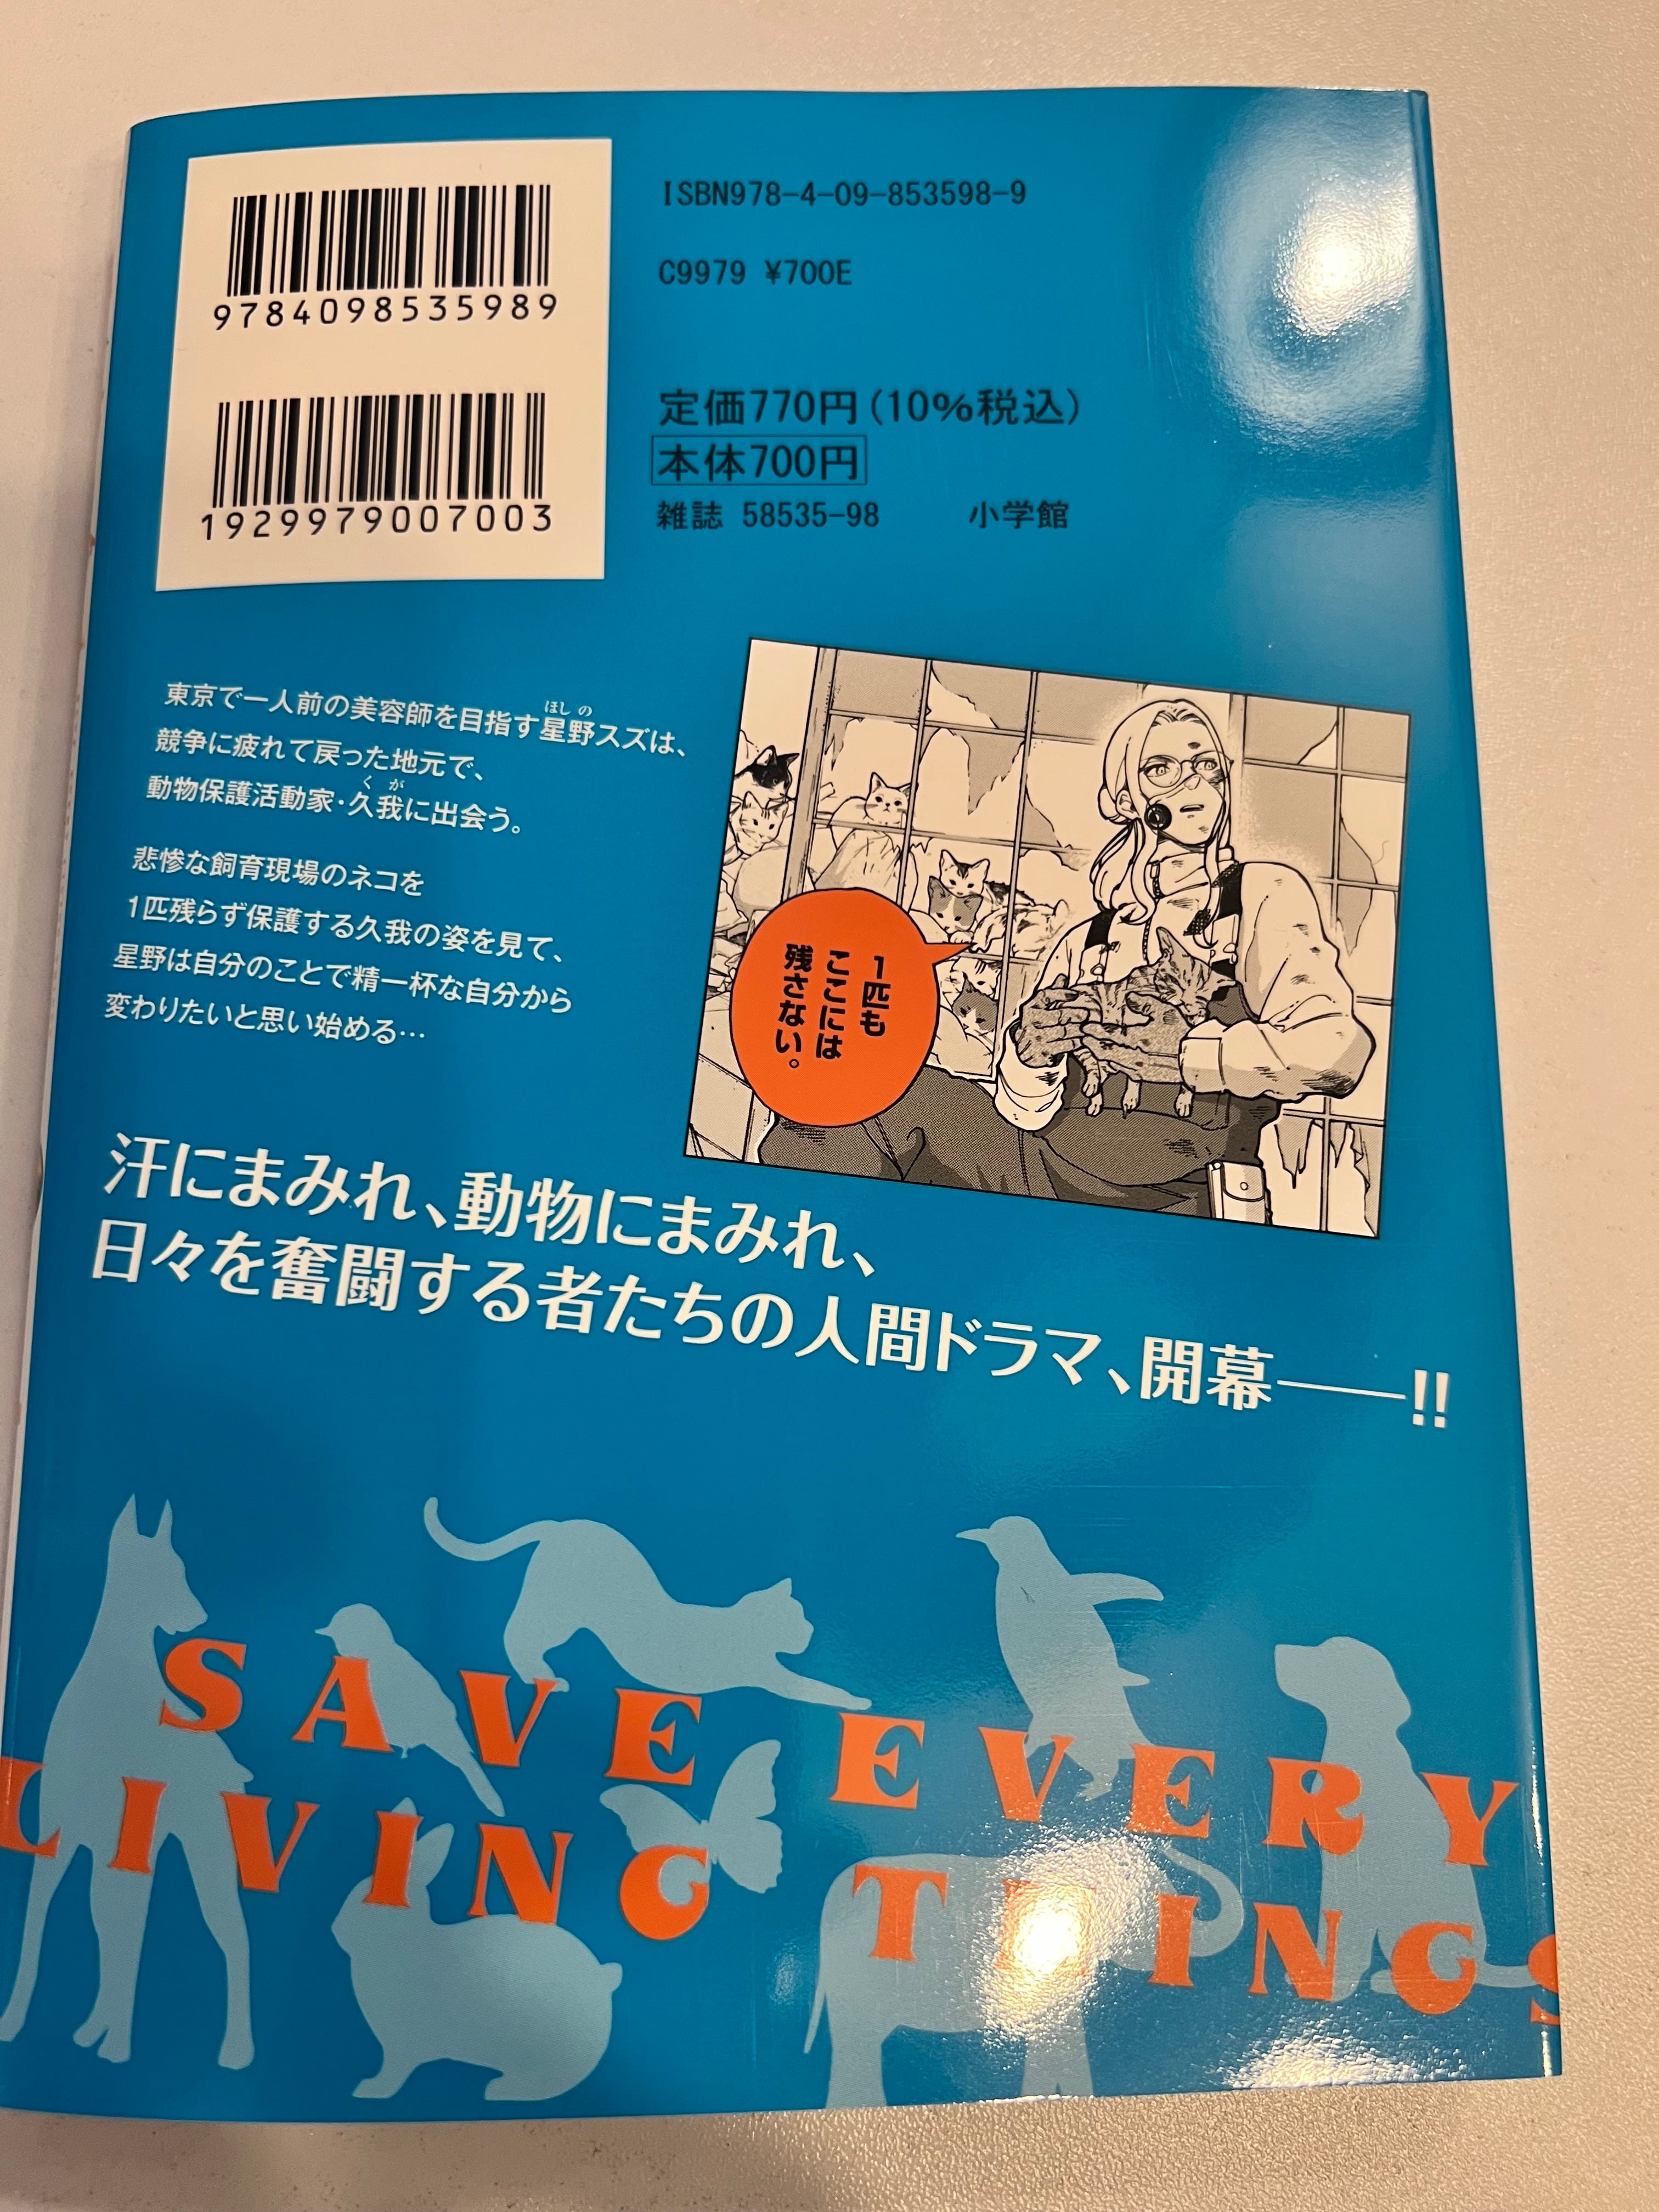 9784098535989
1929979007003
ISBN978-4-09-853598-9
C9979 ¥700E
定価770円(10%税込)
本体700円
雑誌 58535-98 小学館
東京で一人前の美容師を目指す星野スズは、
ほしの
競争に疲れて戻った地元で、
動物保護活動家・久我に出会う。
くが
悲惨な飼育現場のネコを
1匹残らず保護する久我の姿を見て、
星野は自分のことで精一杯な自分から
変わりたいと思い始める…
1匹も
ここには
残さない。
汗にまみれ、動物にまみれ、
日々を奮闘する者たちの人間ドラマ、開幕――!!
SAVE EVERY
LIVING THINGS